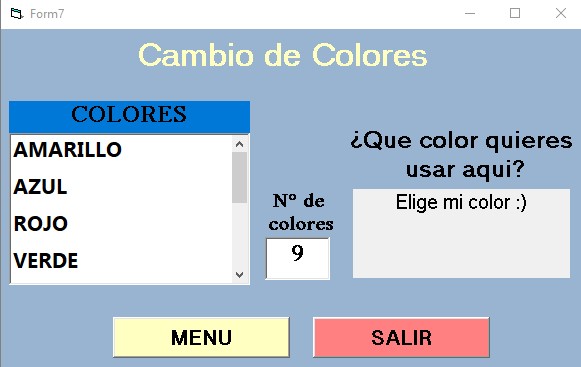 Form7
Cambio de Colores
COLORES
AMARILLO
AZUL
ROJO
VERDE
Nº de
colores
9
¿Que color quieres
usar aqui?
Elige mi color :)
MENU
SALIR